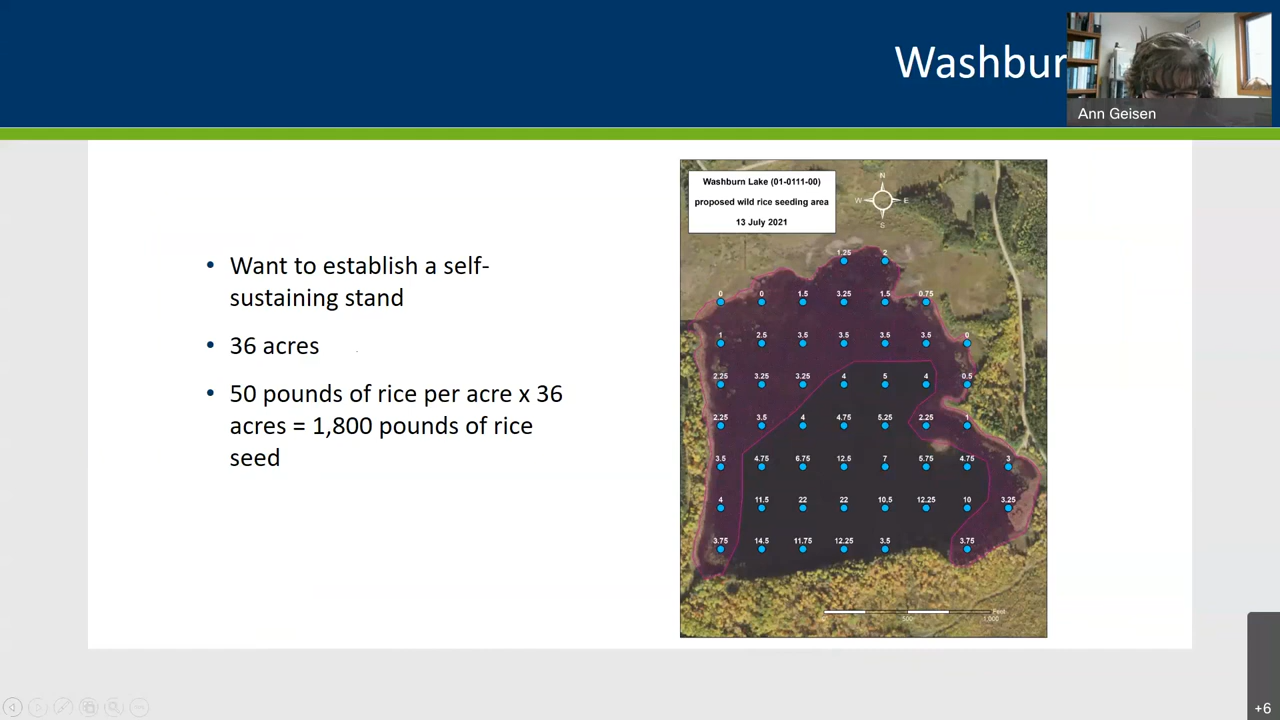 Washbur
Ann Geisen
• Want to establish a self-
sustaining stand
• 36 acres
• 50 pounds of rice per acre x 36
acres = 1,800 pounds of rice
seed
Washburn Lake (01-0111-00)
proposed wild rice seeding area
13 July 2021
N
W E
S
1.25 2
0 0 1.5 3.25 1.5 0.75
1 2.5 3.5 3.5 3.5 3.5 0
2.25 3.25 3.25 4 5 4 0.5
2.25 3.5 4 4.75 5.25 2.25 1
3.5 4.75 6.75 12.5 7 5.75 4.75 3
4 11.5 22 22 10.5 12.25 10 3.25
3.75 14.5 11.75 12.25 3.5 3.75
Feet
500 1,000
+6